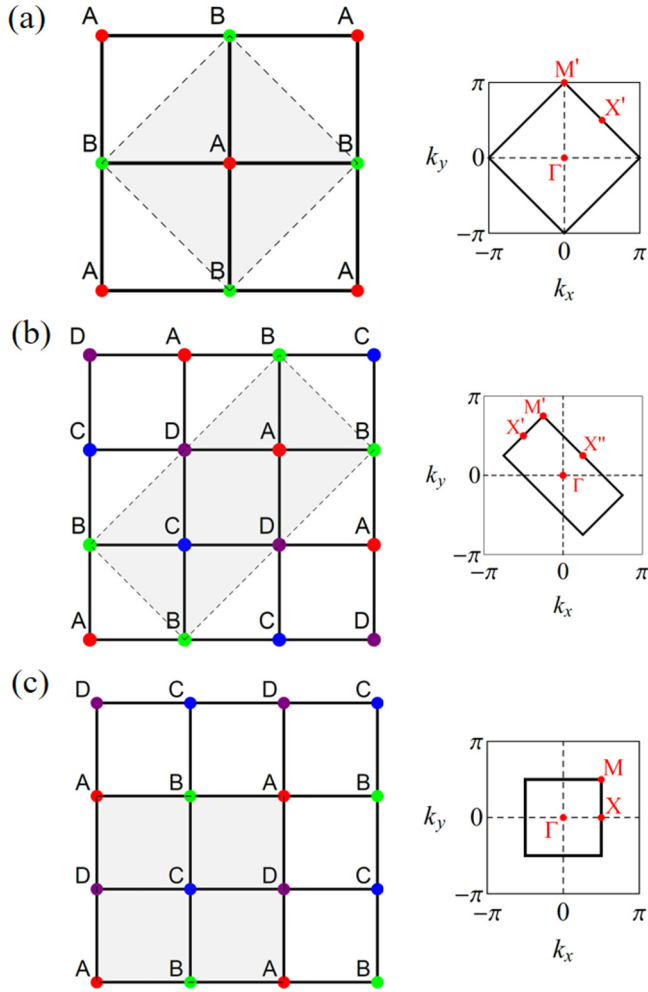 (a)
A B A
B A B
A B A
M'
π
X'
k_y 0
Γ
−π
−π 0 π
k_x
(b)
D A B C
C D A B
B C D A
A B C D
π
M'
X'
X''
k_y 0
Γ
−π
−π 0 π
k_x
(c)
D C D C
A B A B
D C D C
A B A B
π
M
k_y 0
Γ
X
−π
−π 0 π
k_x